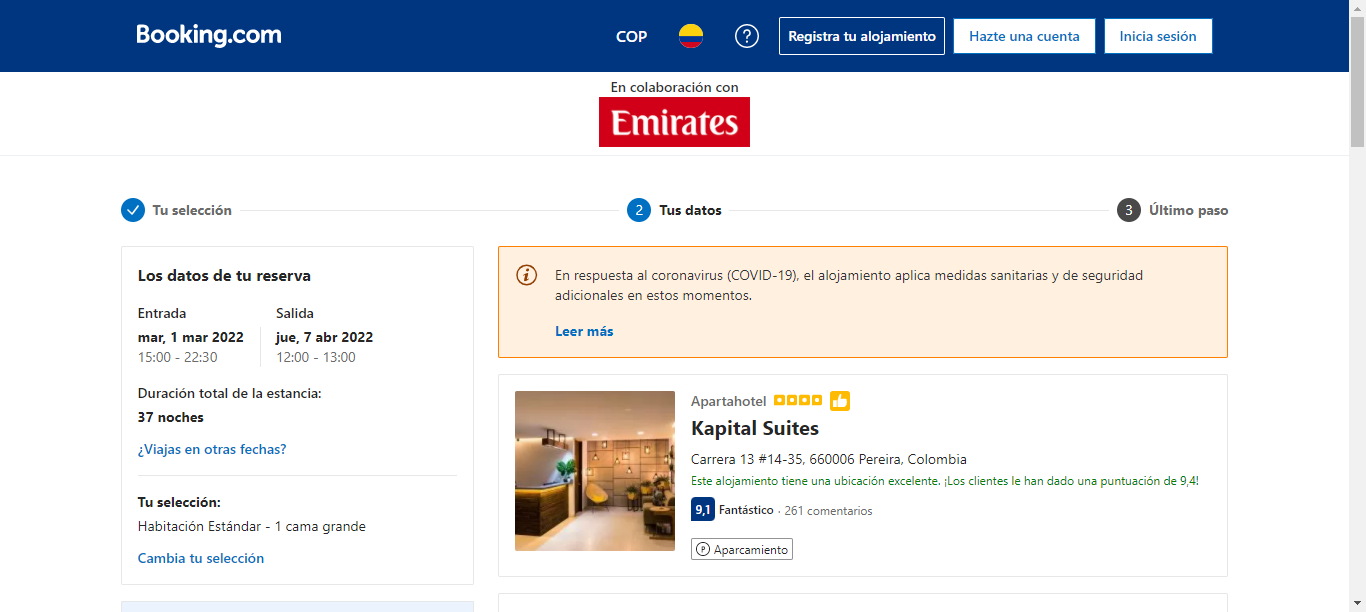 Booking.com
COP
?
Registra tu alojamiento
Hazte una cuenta
Inicia sesión
En colaboración con
Emirates
Tu selección
2 Tus datos
3 Último paso
Los datos de tu reserva
Entrada
mar, 1 mar 2022
15:00 - 22:30
Salida
jue, 7 abr 2022
12:00 - 13:00
Duración total de la estancia:
37 noches
¿Viajas en otras fechas?
Tu selección:
Habitación Estándar - 1 cama grande
Cambia tu selección
i
En respuesta al coronavirus (COVID-19), el alojamiento aplica medidas sanitarias y de seguridad
adicionales en estos momentos.
Leer más
Apartahotel
Kapital Suites
Carrera 13 #14-35, 660006 Pereira, Colombia
Este alojamiento tiene una ubicación excelente. ¡Los clientes le han dado una puntuación de 9,4!
9,1 Fantástico · 261 comentarios
P Aparcamiento